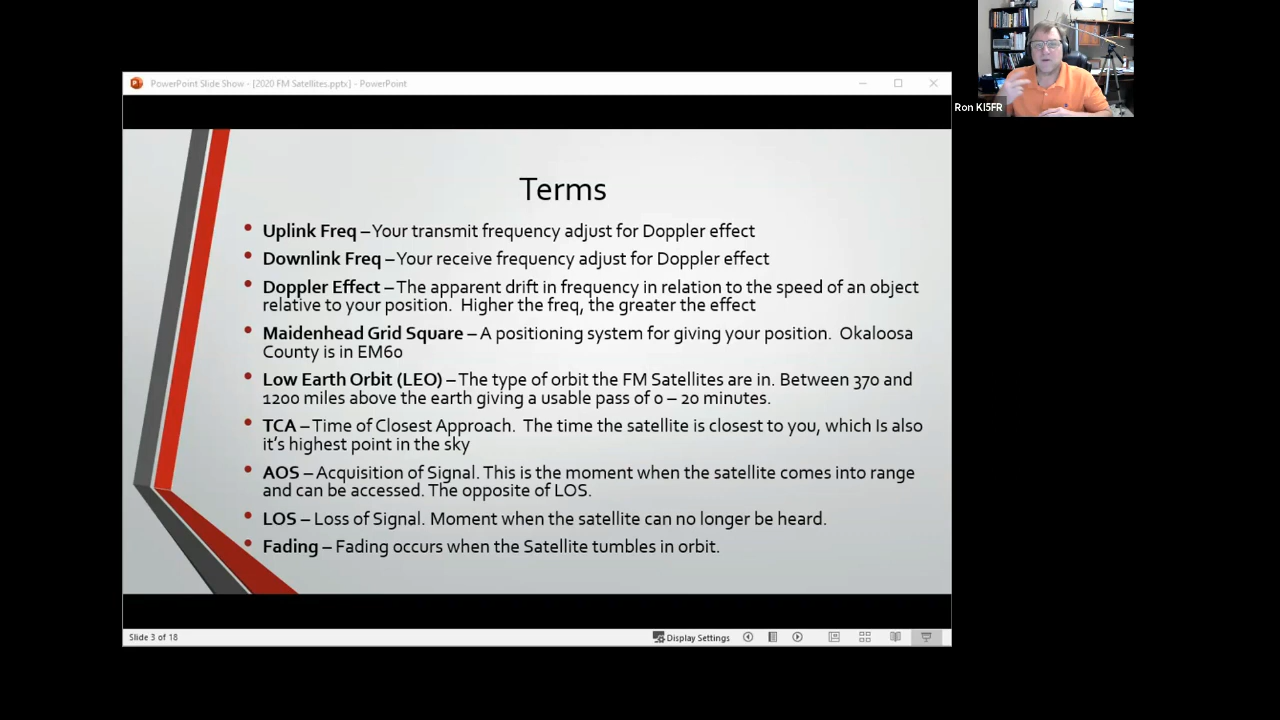 PowerPoint Slide Show - [2020 FM Satellites.pptx] - PowerPoint
Ron KI5FR
Terms
Uplink Freq – Your transmit frequency adjust for Doppler effect
Downlink Freq – Your receive frequency adjust for Doppler effect
Doppler Effect – The apparent drift in frequency in relation to the speed of an object
relative to your position.  Higher the freq, the greater the effect
Maidenhead Grid Square – A positioning system for giving your position.  Okaloosa
County is in EM60
Low Earth Orbit (LEO) – The type of orbit the FM Satellites are in. Between 370 and
1200 miles above the earth giving a usable pass of 0 – 20 minutes.
TCA – Time of Closest Approach.  The time the satellite is closest to you, which Is also
it's highest point in the sky
AOS – Acquisition of Signal. This is the moment when the satellite comes into range
and can be accessed. The opposite of LOS.
LOS – Loss of Signal. Moment when the satellite can no longer be heard.
Fading – Fading occurs when the Satellite tumbles in orbit.
Slide 3 of 18
Display Settings